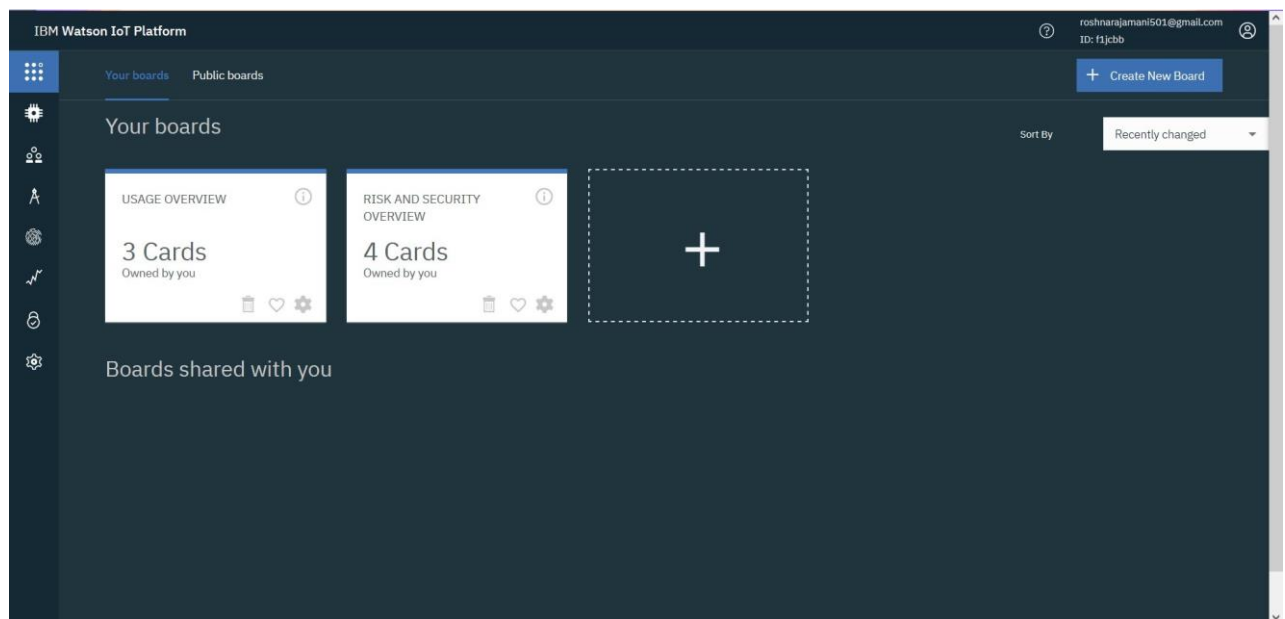 IBM Watson IoT Platform
roshnarajamani501@gmail.com
ID: f1jcbb
Your boards
Public boards
Create New Board
Your boards
Sort By
Recently changed
USAGE OVERVIEW
3 Cards
Owned by you
RISK AND SECURITY
OVERVIEW
4 Cards
Owned by you
Boards shared with you